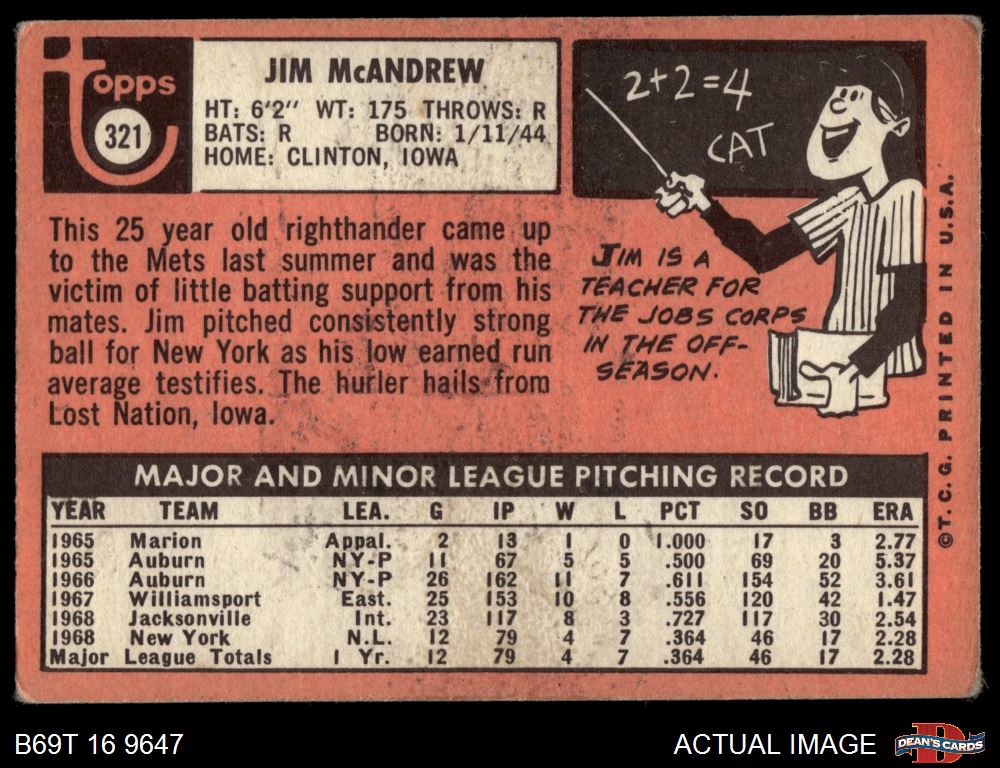 Topps
321
JIM McANDREW
HT: 6'2" WT: 175 THROWS: R
BATS: R BORN: 1/11/44
HOME: CLINTON, IOWA
2+2=4
CAT
This 25 year old righthander came up
to the Mets last summer and was the
victim of little batting support from his
mates. Jim pitched consistently strong
ball for New York as his low earned run
average testifies. The hurler hails from
Lost Nation, Iowa.
JIM IS A
TEACHER FOR
THE JOBS CORPS
IN THE OFF-
SEASON.
©T. C. G. PRINTED IN U.S.A.
MAJOR AND MINOR LEAGUE PITCHING RECORD
YEAR TEAM LEA. G IP W L PCT SO BB ERA
1965 Marion Appal. 2 13 1 0 1.000 17 3 2.77
1965 Auburn NY-P 11 67 5 5 .500 69 20 5.37
1966 Auburn NY-P 26 162 11 7 .611 154 52 3.61
1967 Williamsport East. 25 153 10 8 .556 120 42 1.47
1968 Jacksonville Int. 23 117 8 3 .727 117 30 2.54
1968 New York N.L. 12 79 4 7 .364 46 17 2.28
Major League Totals 1 Yr. 12 79 4 7 .364 46 17 2.28
B69T 16 9647
ACTUAL IMAGE
D
DEAN'S CARDS